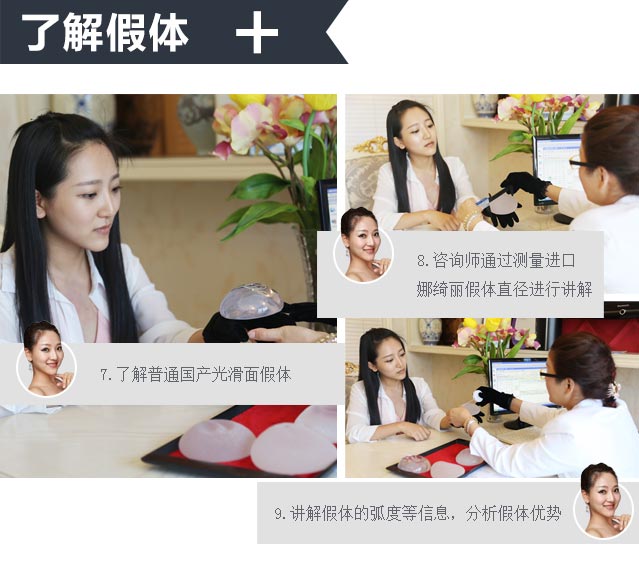 了解假体
7.了解普通国产光滑面假体
8.咨询师通过测量进口
娜绮丽假体直径进行讲解
9.讲解假体的弧度等信息，分析假体优势